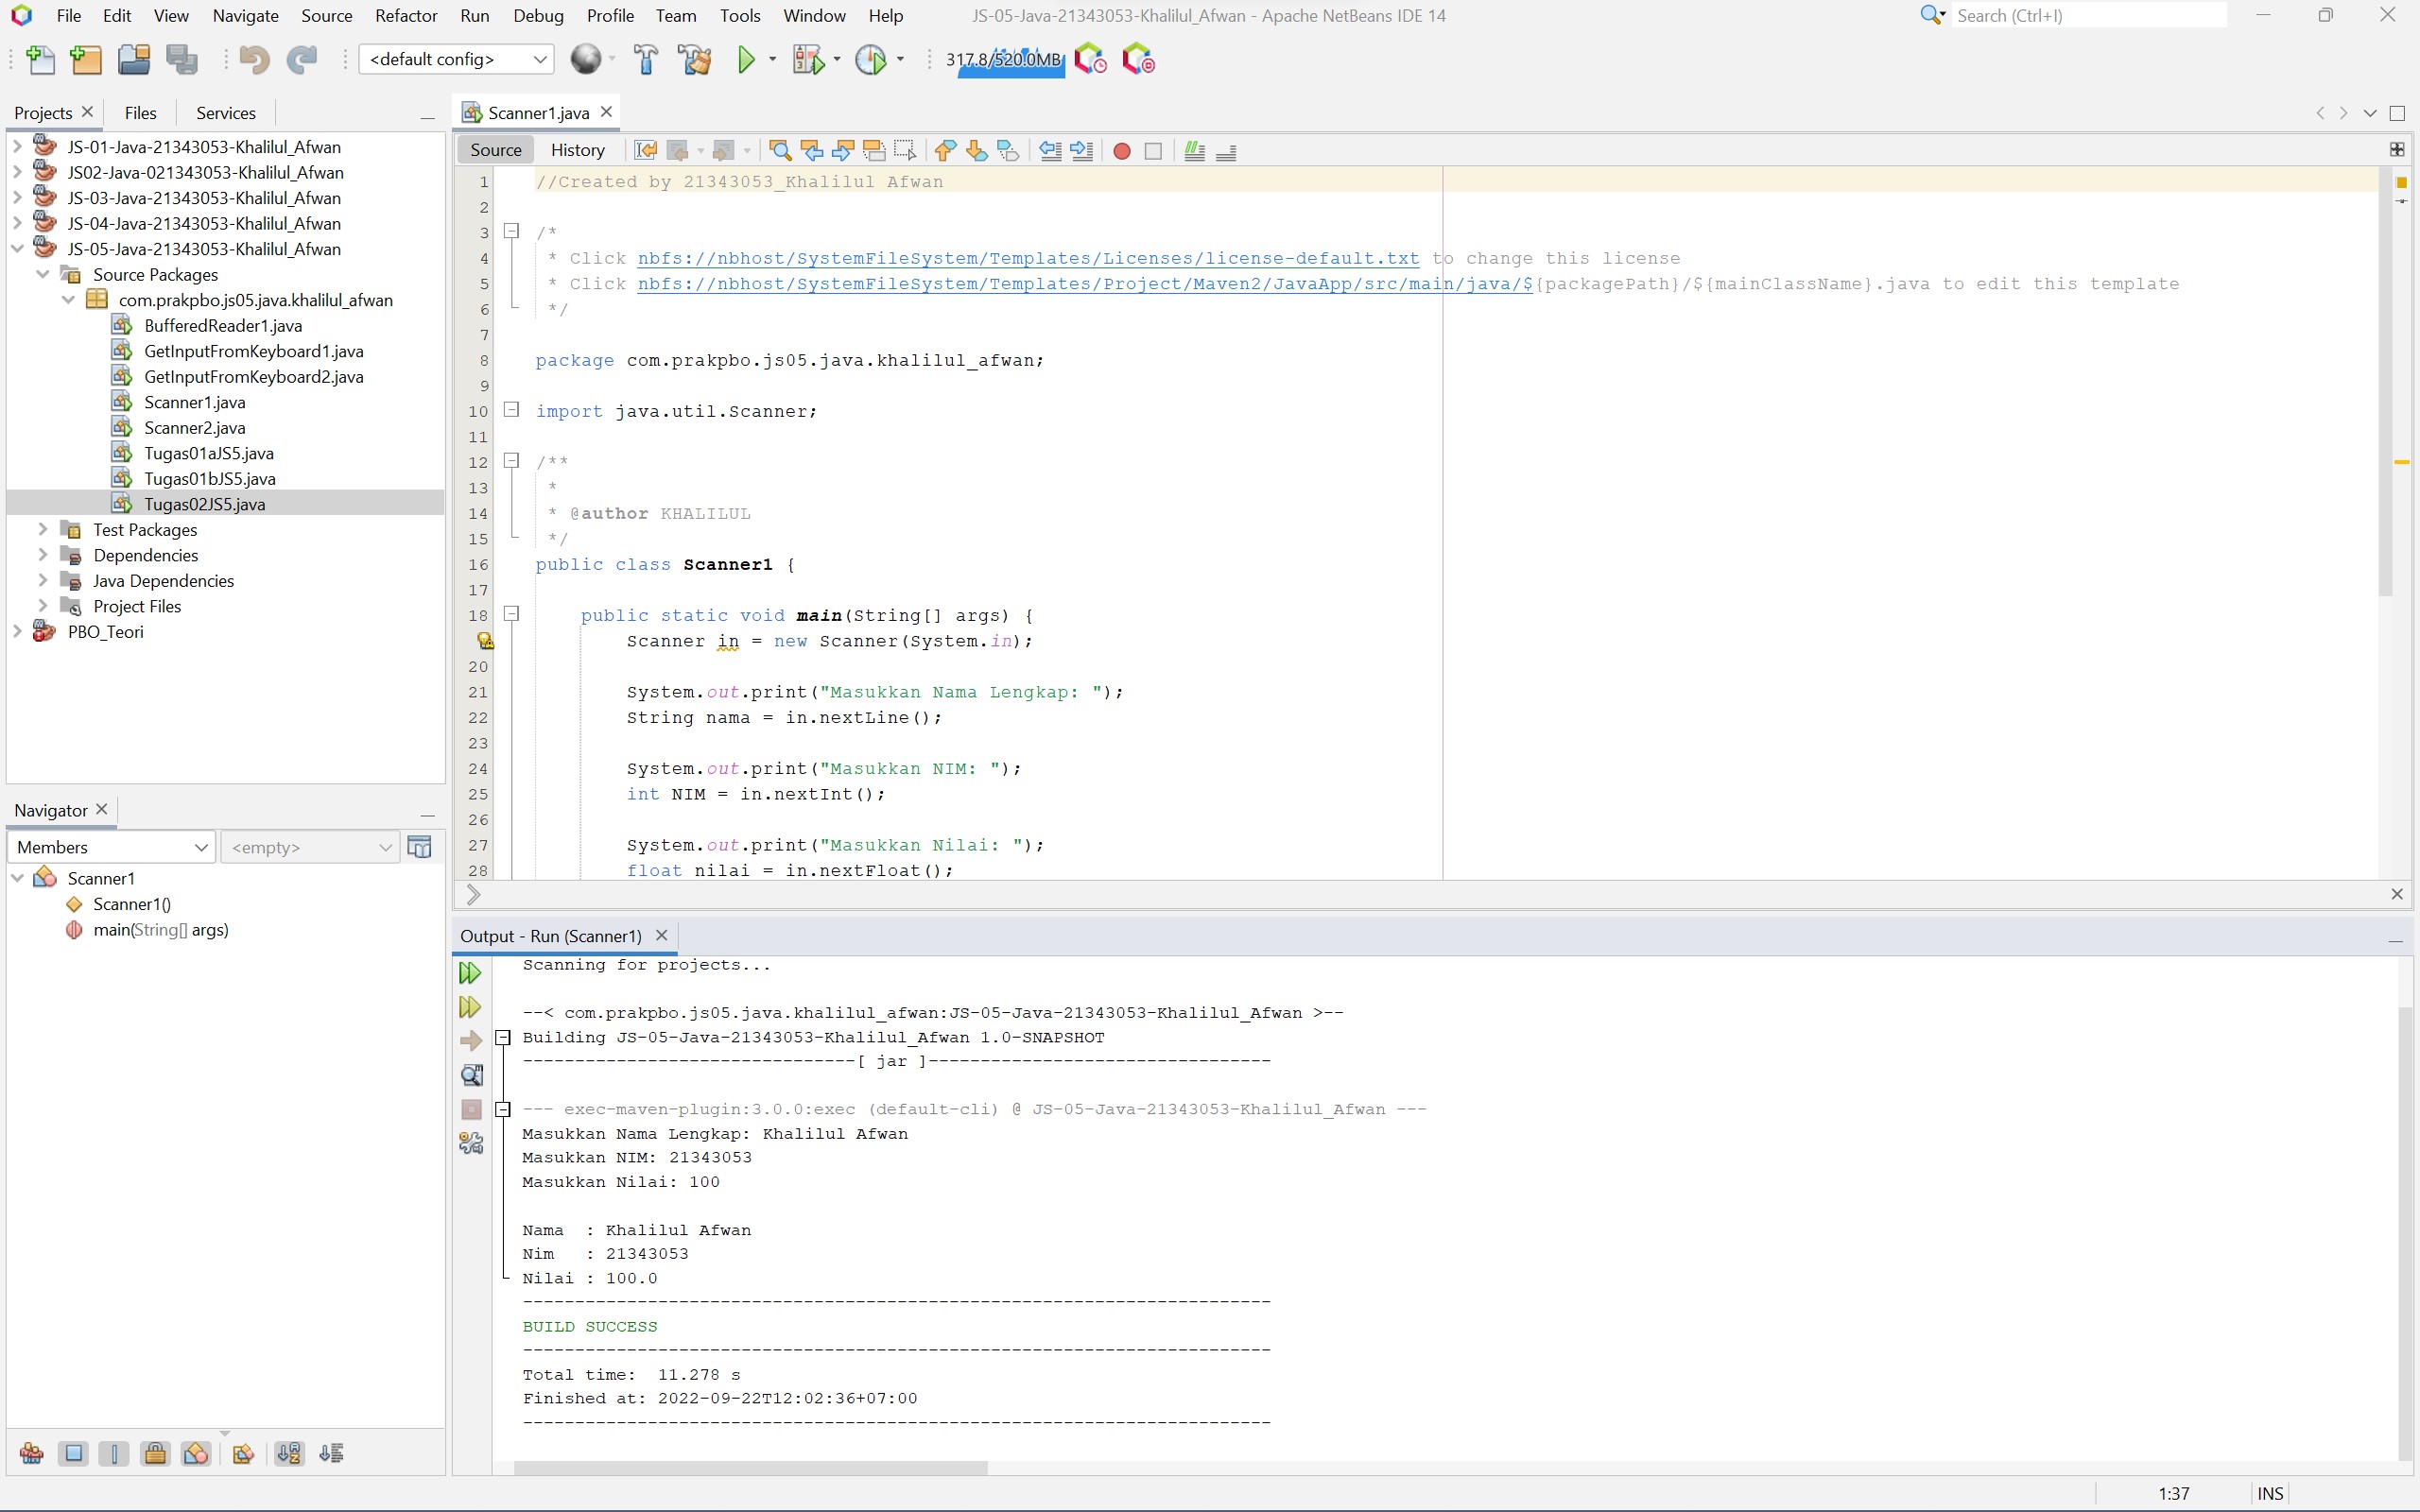 File Edit View Navigate Source Refactor Run Debug Profile Team Tools Window Help JS-05-Java-21343053-Khalilul_Afwan - Apache NetBeans IDE 14 Search (Ctrl+I)
<default config> 317.8/520.0MB
Projects Files Services
JS-01-Java-21343053-Khalilul_Afwan
JS02-Java-021343053-Khalilul_Afwan
JS-03-Java-21343053-Khalilul_Afwan
JS-04-Java-21343053-Khalilul_Afwan
JS-05-Java-21343053-Khalilul_Afwan
Source Packages
com.prakpbo.js05.java.khalilul_afwan
BufferedReader1.java
GetInputFromKeyboard1.java
GetInputFromKeyboard2.java
Scanner1.java
Scanner2.java
Tugas01aJS5.java
Tugas01bJS5.java
Tugas02JS5.java
Test Packages
Dependencies
Java Dependencies
Project Files
PBO_Teori
Navigator
Members <empty>
Scanner1
Scanner1()
main(String[] args)
Scanner1.java
Source History
1 //Created by 21343053_Khalilul Afwan
2
3 /*
4 * Click nbfs://nbhost/SystemFileSystem/Templates/Licenses/license-default.txt to change this license
5 * Click nbfs://nbhost/SystemFileSystem/Templates/Project/Maven2/JavaApp/src/main/java/${packagePath}/${mainClassName}.java to edit this template
6 */
7
8 package com.prakpbo.js05.java.khalilul_afwan;
9
10 import java.util.Scanner;
11
12 /**
13 *
14 * @author KHALILUL
15 */
16 public class Scanner1 {
17
18 public static void main(String[] args) {
Scanner in = new Scanner(System.in);
20
21 System.out.print("Masukkan Nama Lengkap: ");
22 String nama = in.nextLine();
23
24 System.out.print("Masukkan NIM: ");
25 int NIM = in.nextInt();
26
27 System.out.print("Masukkan Nilai: ");
28 float nilai = in.nextFloat();
Output - Run (Scanner1)
Scanning for projects...
--< com.prakpbo.js05.java.khalilul_afwan:JS-05-Java-21343053-Khalilul_Afwan >--
Building JS-05-Java-21343053-Khalilul_Afwan 1.0-SNAPSHOT
--------------------------------[ jar ]---------------------------------
--- exec-maven-plugin:3.0.0:exec (default-cli) @ JS-05-Java-21343053-Khalilul_Afwan ---
Masukkan Nama Lengkap: Khalilul Afwan
Masukkan NIM: 21343053
Masukkan Nilai: 100
Nama : Khalilul Afwan
Nim : 21343053
Nilai : 100.0
------------------------------------------------------------------------
BUILD SUCCESS
------------------------------------------------------------------------
Total time: 11.278 s
Finished at: 2022-09-22T12:02:36+07:00
------------------------------------------------------------------------
1:37 INS